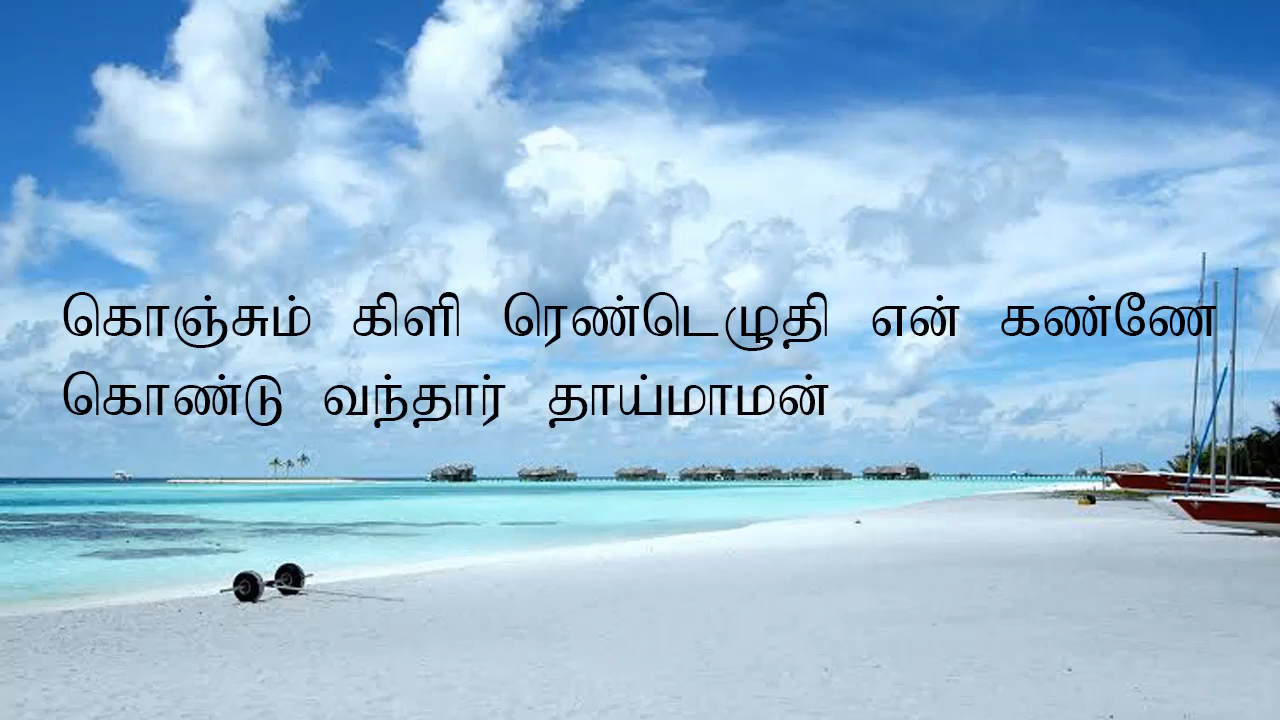 கொஞ்சும் கிளி ரெண்டெழுதி என் கண்ணே
கொண்டு வந்தார் தாய்மாமன்